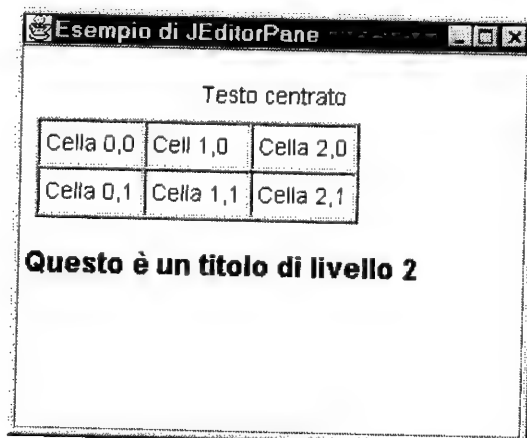 Esempio di JEditorPane
Testo centrato
Cella 0,0 Cell 1,0 Cella 2,0
Cella 0,1 Cella 1,1 Cella 2,1
Questo è un titolo di livello 2